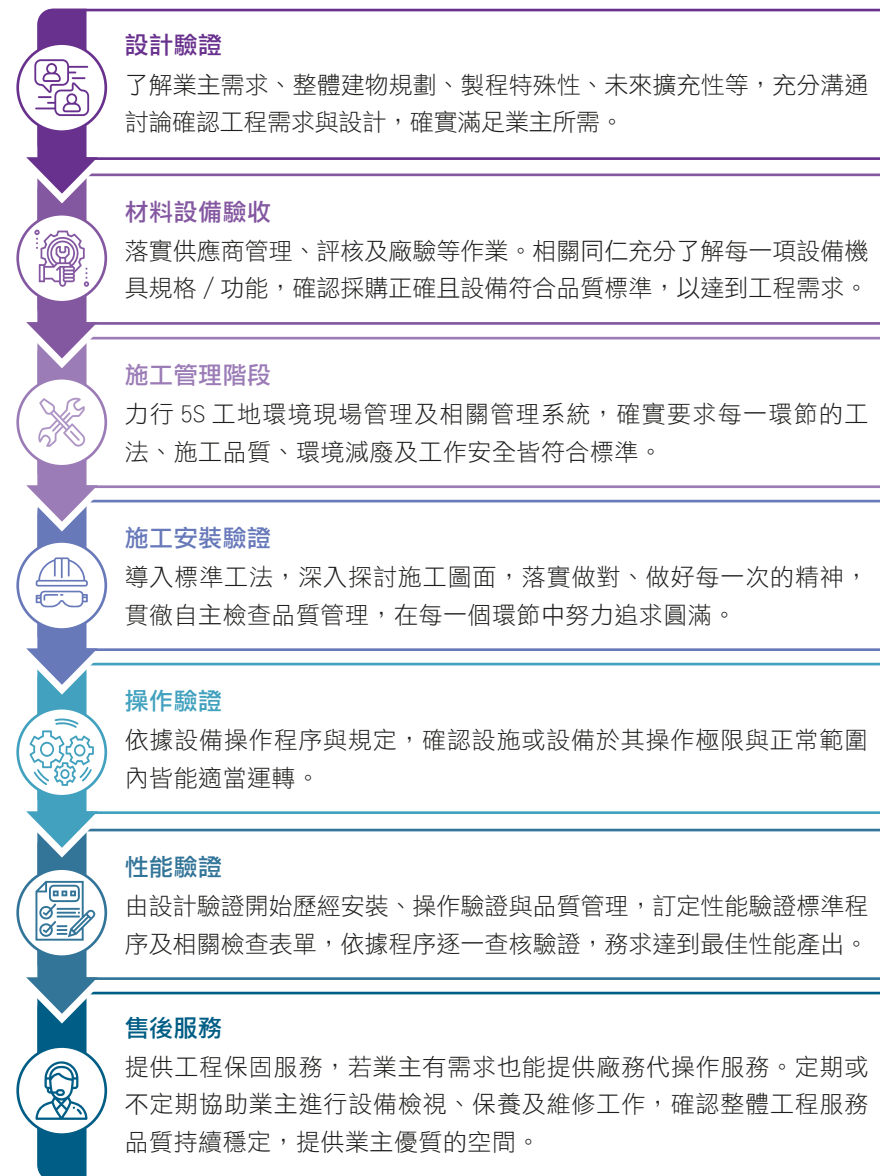 設計驗證
了解業主需求、整體建物規劃、製程特殊性、未來擴充性等，充分溝通
討論確認工程需求與設計，確實滿足業主所需。
材料設備驗收
落實供應商管理、評核及廠驗等作業。相關同仁充分了解每一項設備機
具規格 / 功能，確認採購正確且設備符合品質標準，以達到工程需求。
施工管理階段
力行 5S 工地環境現場管理及相關管理系統，確實要求每一環節的工
法、施工品質、環境減廢及工作安全皆符合標準。
施工安裝驗證
導入標準工法，深入探討施工圖面，落實做對、做好每一次的精神，
貫徹自主檢查品質管理，在每一個環節中努力追求圓滿。
操作驗證
依據設備操作程序與規定，確認設施或設備於其操作極限與正常範圍
內皆能適當運轉。
性能驗證
由設計驗證開始歷經安裝、操作驗證與品質管理，訂定性能驗證標準程
序及相關檢查表單，依據程序逐一查核驗證，務求達到最佳性能產出。
售後服務
提供工程保固服務，若業主有需求也能提供廠務代操作服務。定期或
不定期協助業主進行設備檢視、保養及維修工作，確認整體工程服務
品質持續穩定，提供業主優質的空間。